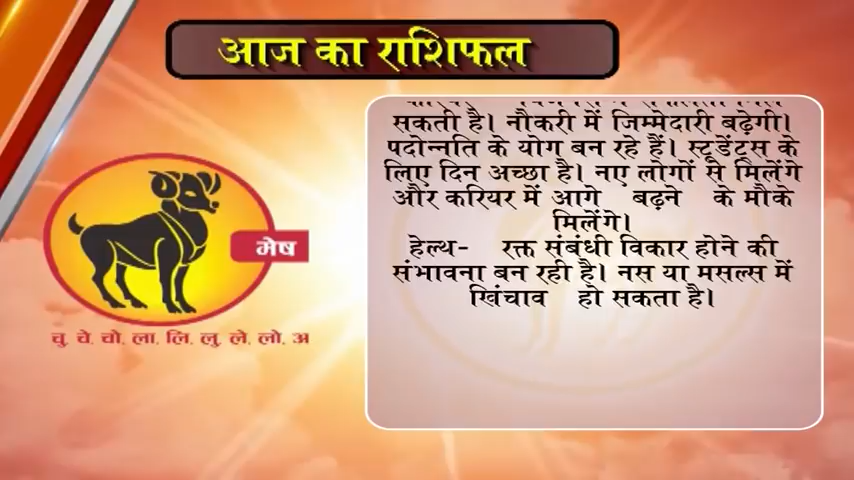 आज का राशिफल
सकती है। नौकरी में जिम्मेदारी बढ़ेगी।
पदोन्नति के योग बन रहे हैं। स्टूडेंट्स के
लिए दिन अच्छा है। नए लोगों से मिलेंगे
और करियर में आगे बढ़ने के मौके
मिलेंगे।
हेल्थ- रक्त संबंधी विकार होने की
संभावना बन रही है। नस या मसल्स में
खिंचाव हो सकता है।
मेष
चु, चे, चो, ला, लि, लु, ले, लो, अ